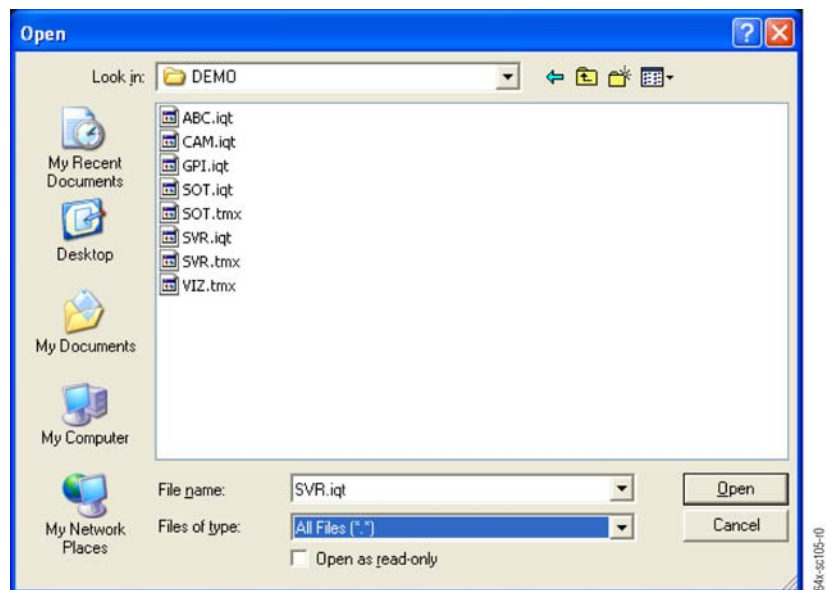 Open
Look in:
DEMO
My Recent
Documents
Desktop
My Documents
My Computer
My Network
Places
ABC.iqt
CAM.iqt
GPI.iqt
SOT.iqt
SOT.tmx
SVR.iqt
SVR.tmx
VIZ.tmx
File name:
SVR.iqt
Open
Files of type:
All Files (*.*)
Cancel
Open as read-only
64x-sc105-r0